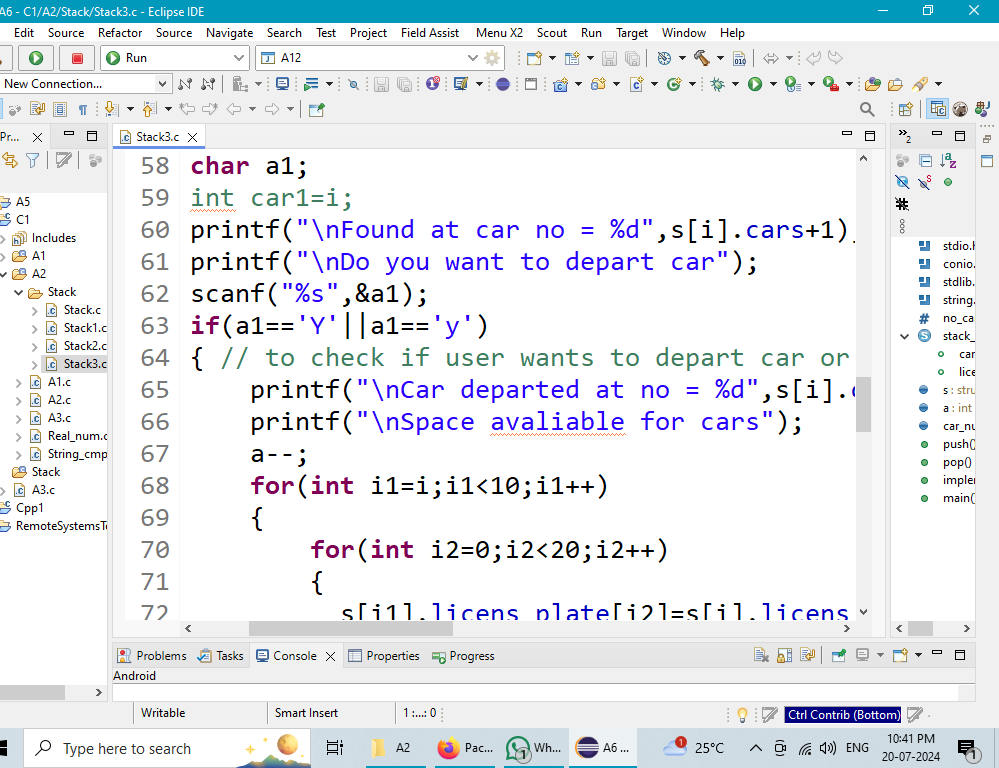 A6 - C1/A2/Stack/Stack3.c - Eclipse IDE
Edit Source Refactor Source Navigate Search Project Field Assist Menu X2 Scout Run Target Window Help
Run
A12
New Connection...
Pr...
Stack3.c
A5
C1
Includes
A1
A2
Stack
Stack.c
Stack1.c
Stack2.c
Stack3.c
A1.c
A2.c
A3.c
Real_num.c
String_cmp
Stack
A3.c
Cpp1
RemoteSystemsTe
58 char a1;
59 int car1=i;
60 printf("\nFound at car no = %d",s[i].cars+1)
61 printf("\nDo you want to depart car");
62 scanf("%s",&a1);
63 if(a1=='Y'||a1=='y')
64 { // to check if user wants to depart car or
65 printf("\nCar departed at no = %d",s[i].c
66 printf("\nSpace avaliable for cars");
67 a--;
68 for(int i1=i;i1<10;i1++)
69 {
70 for(int i2=0;i2<20;i2++)
71 {
72 s[i1].licens_plate[i2]=s[i].licens
2
stdio.h
conio.
stdlib.
string.
no_ca
stack_
car
lice
s : stru
a : int
car_nu
push()
pop()
implen
main()
Problems Tasks Console Properties Progress
Android
Writable Smart Insert 1 :...: 0
Ctrl Contrib (Bottom)
Type here to search
A2
Pac...
Wh...
A6 ...
1
1
25°C
ENG
10:41 PM
20-07-2024
1